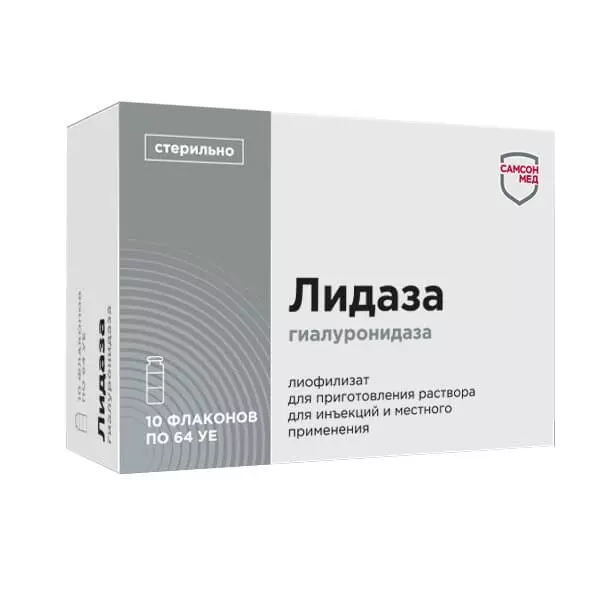 стерильно
САМСОН
МЕД
Лидаза
гиалуронидаза
лиофилизат
для приготовления раствора
для инъекций и местного
применения
10 ФЛАКОНОВ
ПО 64 УЕ
Лидаза
гиалуронидаза
10 ФЛАКОНОВ
ПО 64 УЕ